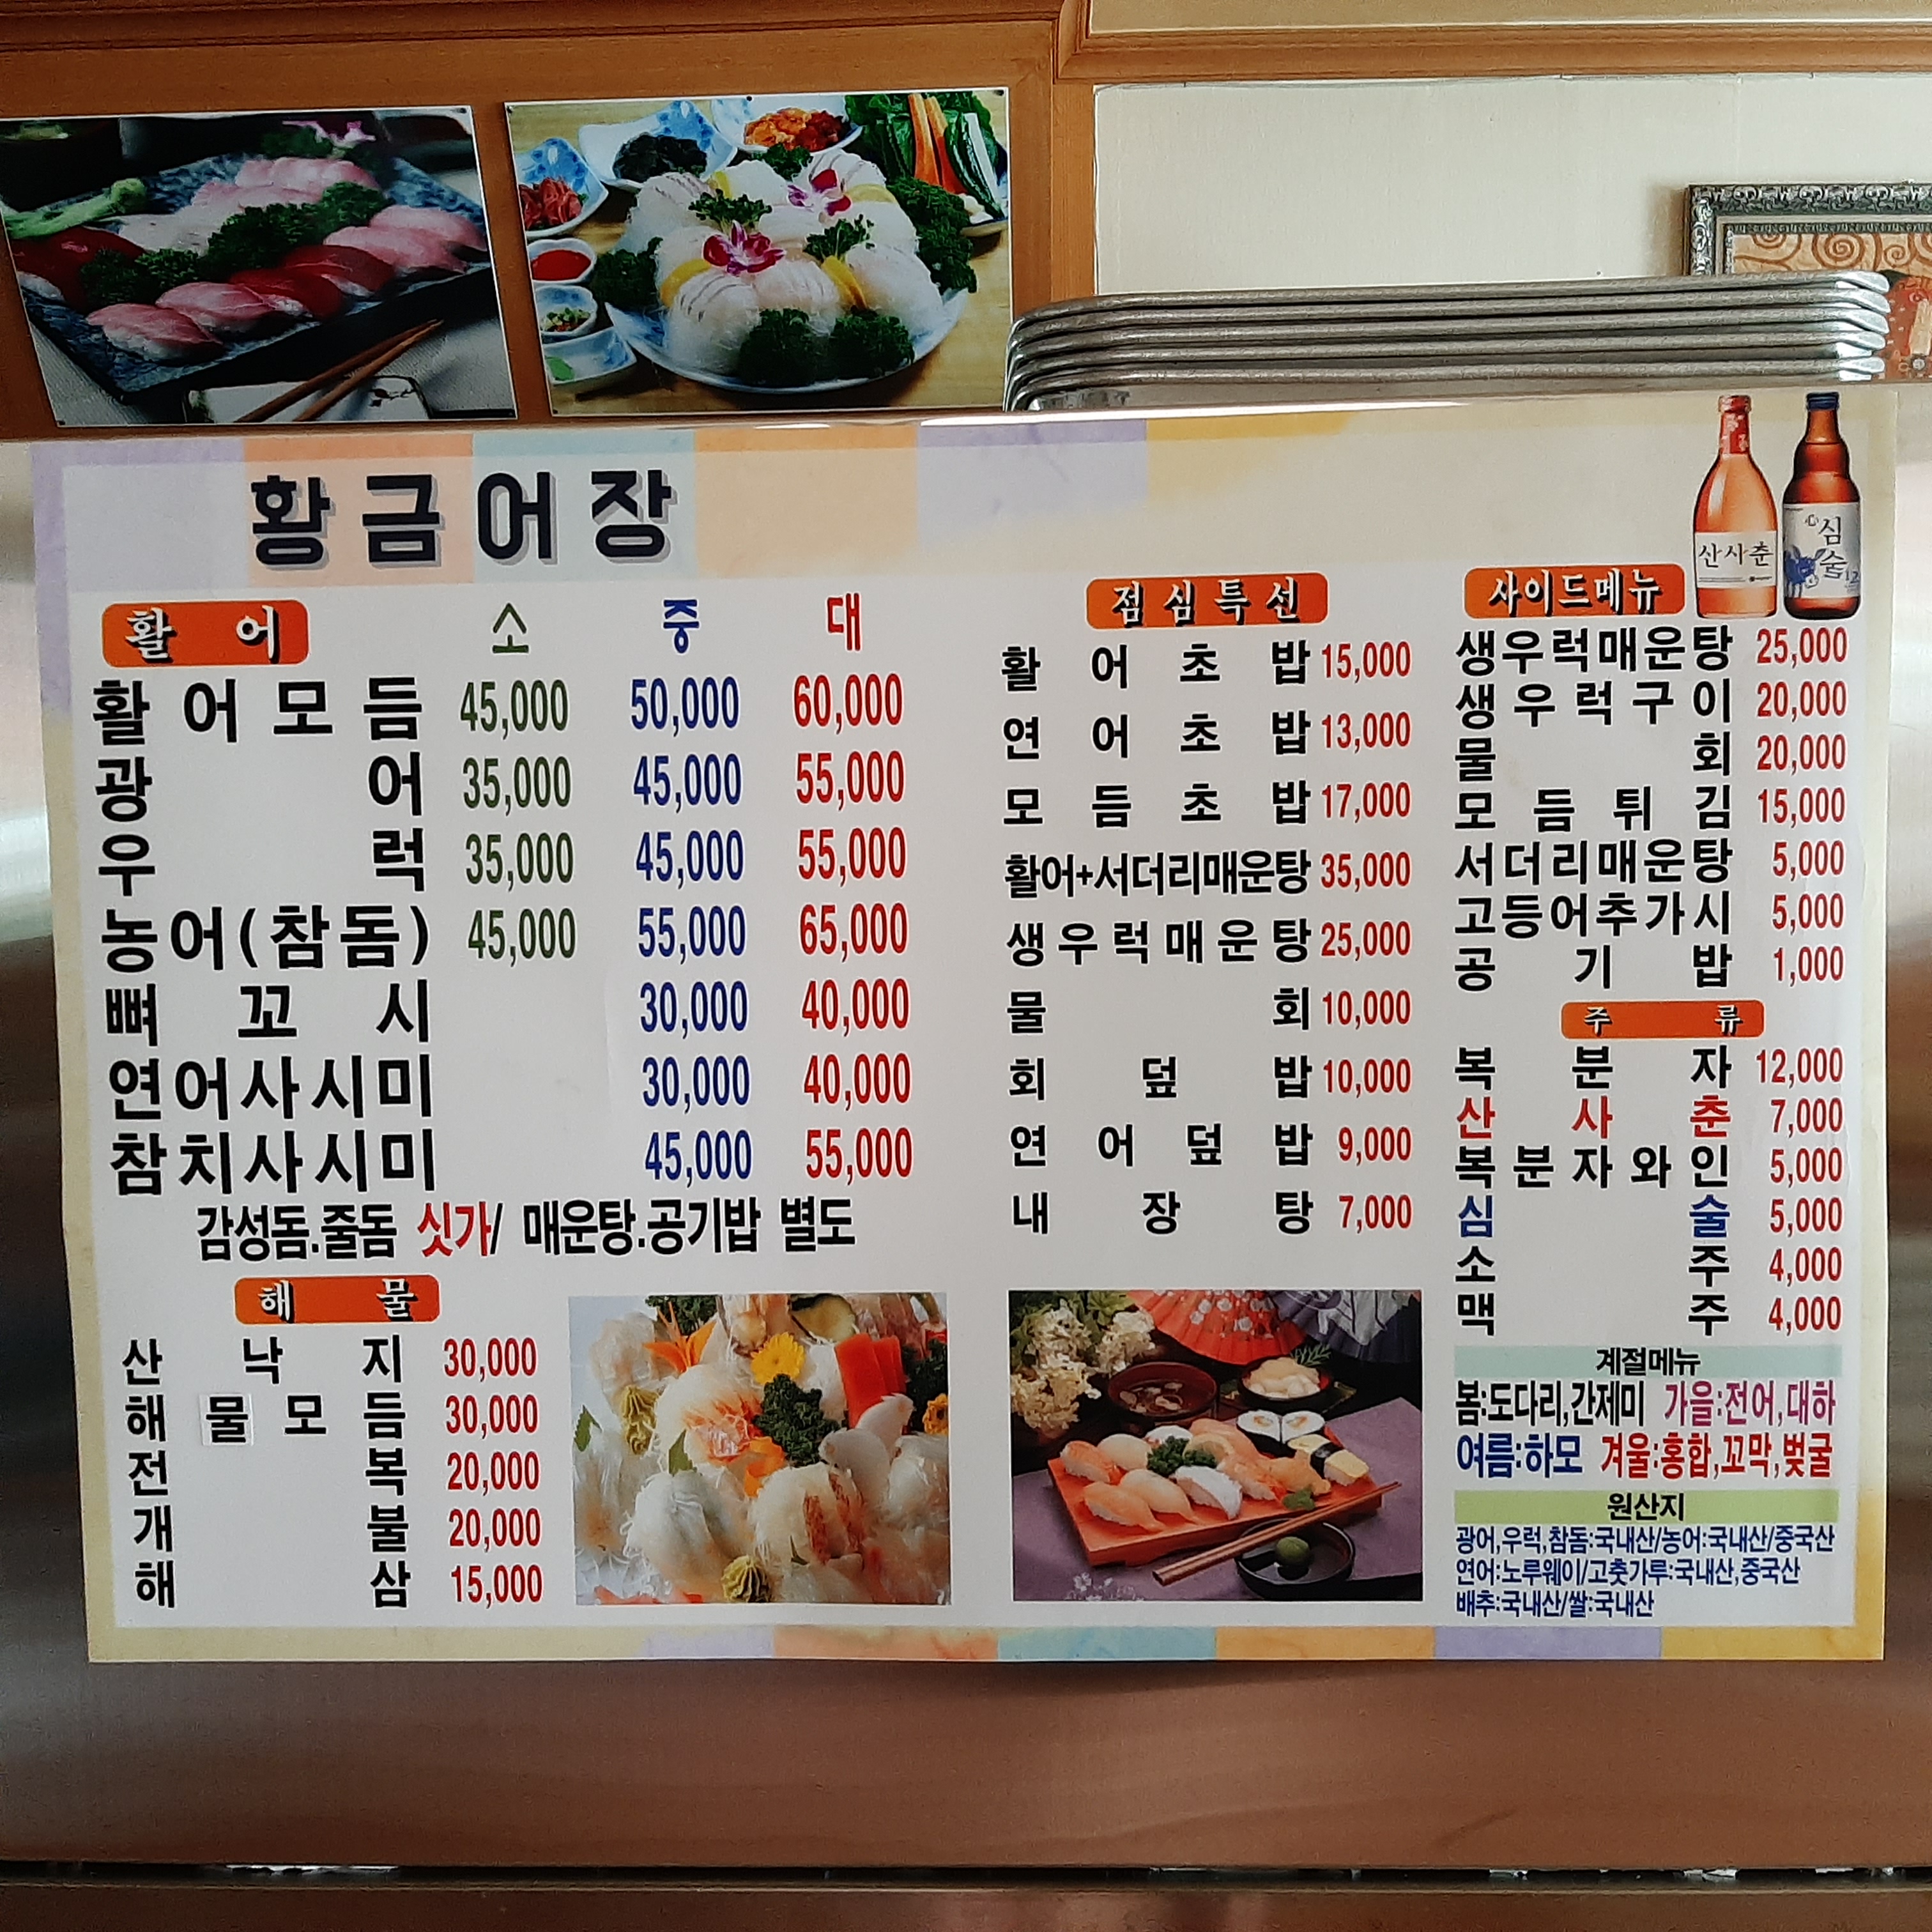 황금어장
활어 소 중 대
활어모듬 45,000 50,000 60,000
광어 35,000 45,000 55,000
우럭 35,000 45,000 55,000
농어(참돔) 45,000 55,000 65,000
뼈꼬시 30,000 40,000
연어사시미 30,000 40,000
참치사시미 45,000 55,000
감성돔.줄돔 싯가/ 매운탕.공기밥 별도
해물
산낙지 30,000
해물모듬 30,000
전복 20,000
개불 20,000
해삼 15,000
점심특선
활어초밥 15,000
연어초밥 13,000
모듬초밥 17,000
활어+서더리매운탕 35,000
생우럭매운탕 25,000
물회 10,000
회덮밥 10,000
연어덮밥 9,000
내장탕 7,000
산사춘
심술
12
사이드메뉴
생우럭매운탕 25,000
생우럭구이 20,000
물회 20,000
모듬튀김 15,000
서더리매운탕 5,000
고등어추가시 5,000
공기밥 1,000
주류
복분자 12,000
산사춘 7,000
복분자와인 5,000
심술 5,000
소주 4,000
맥주 4,000
계절메뉴
봄:도다리,간제미 가을:전어,대하
여름:하모 겨울:홍합,꼬막,벚굴
원산지
광어,우럭,참돔:국내산/농어:국내산/중국산
연어:노루웨이/고춧가루:국내산,중국산
배추:국내산/쌀:국내산